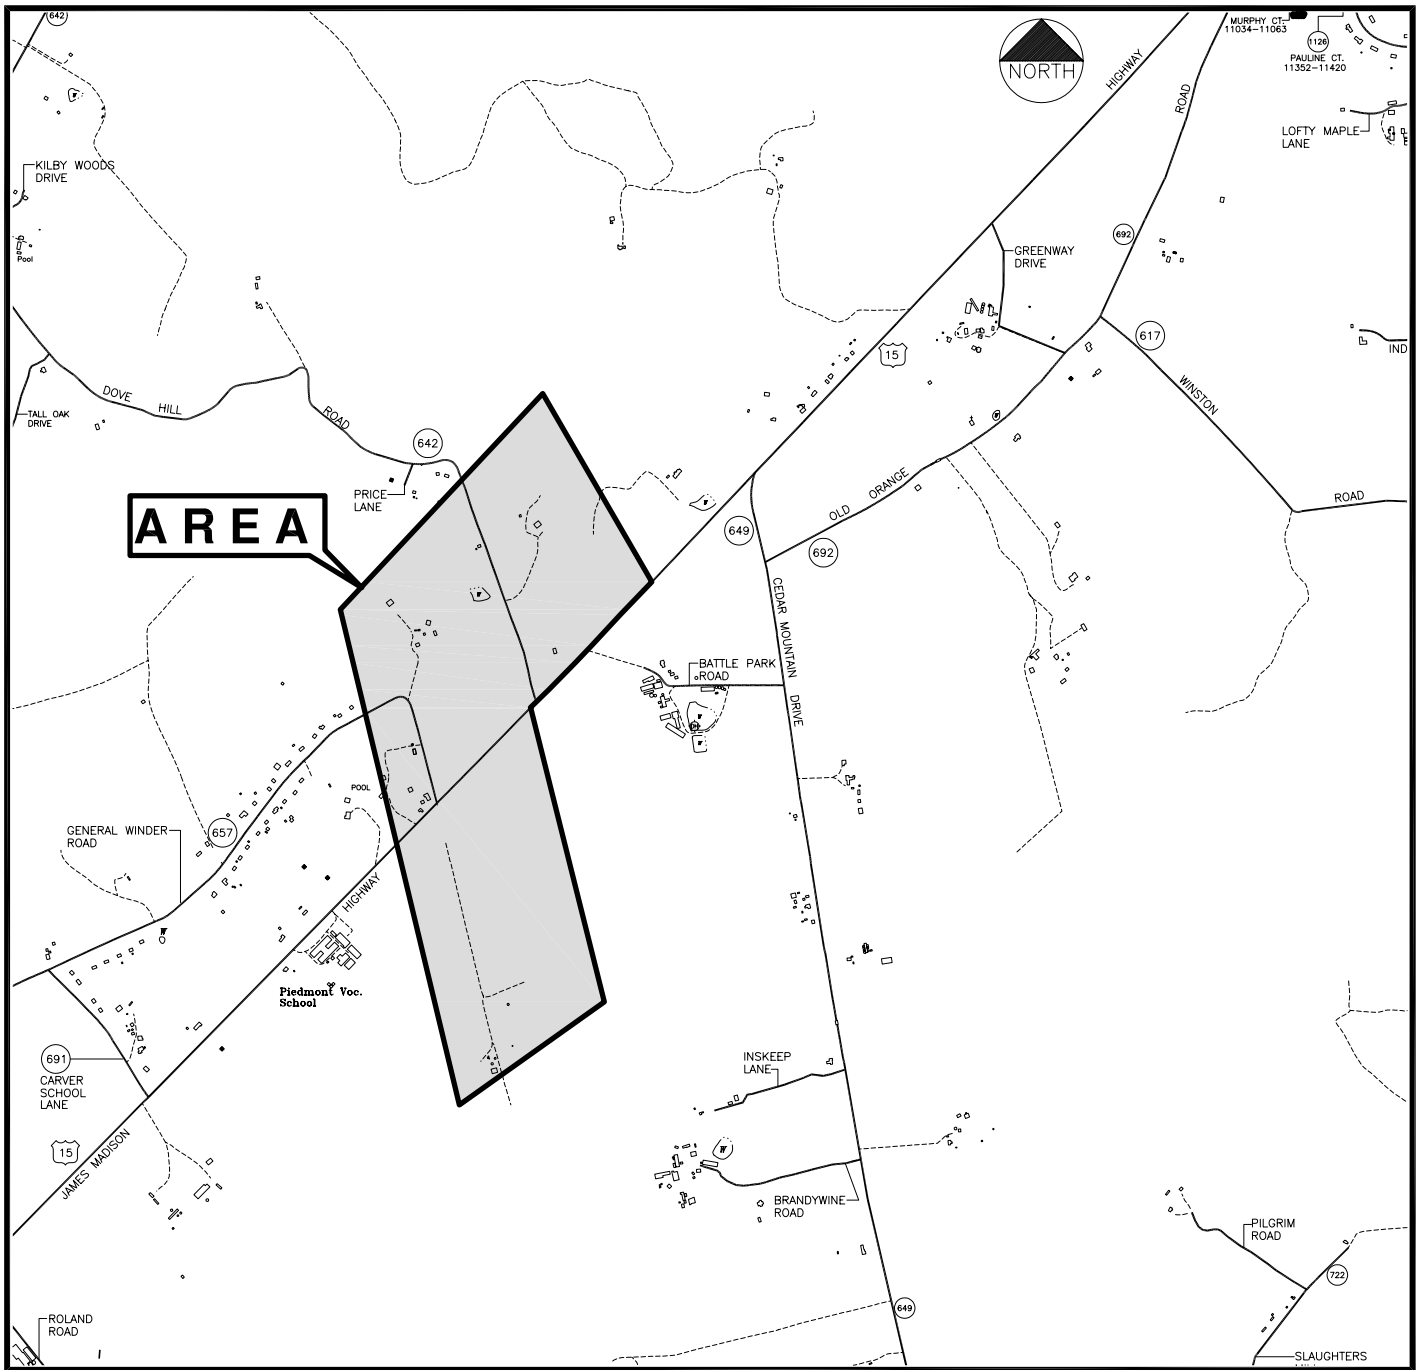 642
MURPHY CT.
11034-11063
1126
PAULINE CT.
11352-11420
NORTH
HIGHWAY
ROAD
LOFTY MAPLE
LANE
KILBY WOODS
DRIVE
Pool
692
GREENWAY
DRIVE
617
15
IND
WINSTON
DOVE
HILL
ROAD
TALL OAK
DRIVE
642
PRICE
LANE
AREA
OLD
ORANGE
ROAD
649
692
CEDAR MOUNTAIN
DRIVE
BATTLE PARK
ROAD
POOL
GENERAL WINDER
ROAD
657
HIGHWAY
Piedmont Voc.
School
691
CARVER
SCHOOL
LANE
15
JAMES MADISON
INSKEEP
LANE
W
BRANDYWINE
ROAD
PILGRIM
ROAD
722
649
ROLAND
ROAD
SLAUGHTERS